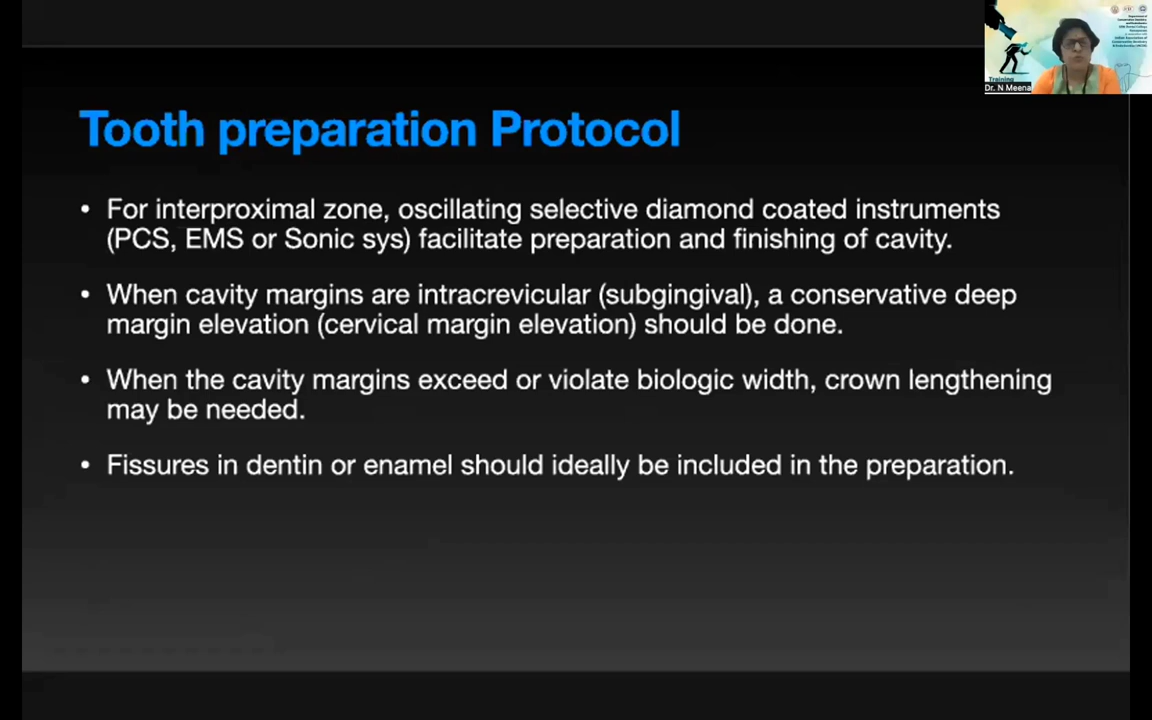 Training
Dr. N Meena
Tooth preparation Protocol
• For interproximal zone, oscillating selective diamond coated instruments
(PCS, EMS or Sonic sys) facilitate preparation and finishing of cavity.
• When cavity margins are intracrevicular (subgingival), a conservative deep
margin elevation (cervical margin elevation) should be done.
• When the cavity margins exceed or violate biologic width, crown lengthening
may be needed.
• Fissures in dentin or enamel should ideally be included in the preparation.